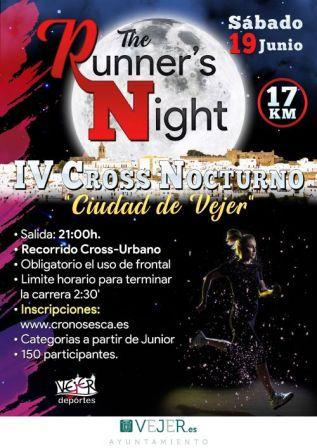 The
Runner's
Night
Sábado
19 Junio
17
KM
IV CROSS NOCTURNO
"Ciudad de Vejer"
• Salida: 21:00h.
• Recorrido Cross-Urbano
• Obligatorio el uso de frontal
• Limite horario para terminar
la carrera 2:30'
• Inscripciones:
www.cronosesca.es
• Categorias a partir de Junior
• 150 participantes.
VEJER
deportes
VEJER.es
AYUNTAMIENTO